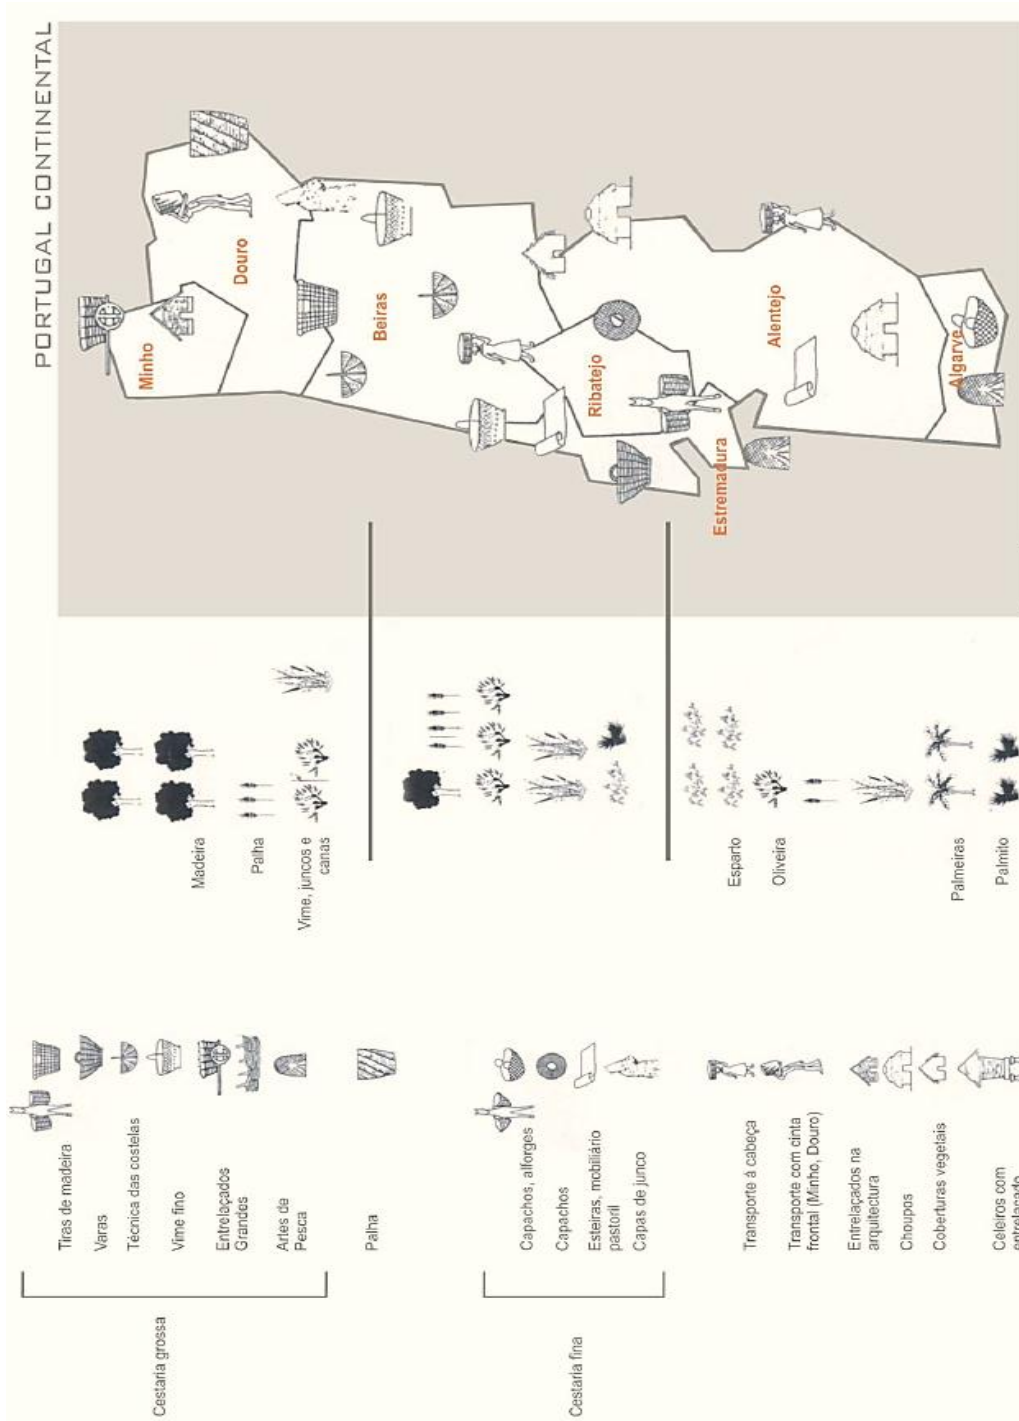 PORTUGAL CONTINENTAL
Minho
Douro
Beiras
Ribatejo
Estremadura
Alentejo
Algarve
Madeira
Palha
Vime, juncos e
canas
Esparto
Oliveira
Palmeiras
Palmito
Cestaria grossa
Tiras de madeira
Varas
Técnica das costelas
Vime fino
Entrelaçados
Grandes
Artes de
Pesca
Palha
Cestaria fina
Capachos, alforges
Capachos
Esteiras, mobiliário
pastoril
Capas de junco
Transporte à cabeça
Transporte com cinta
frontal (Minho, Douro)
Entrelaçados na
arquitectura
Choupos
Coberturas vegetais
Celeiros com
entrelaçado